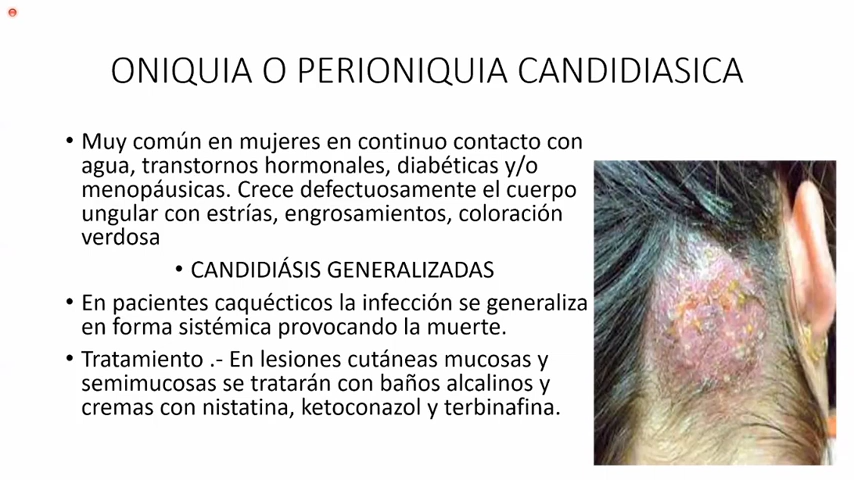 ONIQUIA O PERIONIQUIA CANDIDIASICA
• Muy común en mujeres en continuo contacto con
agua, transtornos hormonales, diabéticas y/o
menopáusicas. Crece defectuosamente el cuerpo
ungular con estrías, engrosamientos, coloración
verdosa
• CANDIDIÁSIS GENERALIZADAS
• En pacientes caquécticos la infección se generaliza
en forma sistémica provocando la muerte.
• Tratamiento .- En lesiones cutáneas mucosas y
semimucosas se tratarán con baños alcalinos y
cremas con nistatina, ketoconazol y terbinafina.